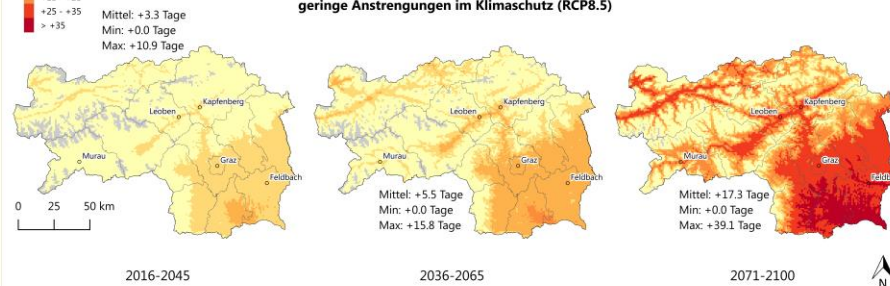 geringe Anstrengungen im Klimaschutz (RCP8.5)
+25 - +35
> +35
Mittel: +3.3 Tage
Min: +0.0 Tage
Max: +10.9 Tage
Kapfenberg
Leoben
Murau
Graz
Feldbach
0 25 50 km
2016-2045
Kapfenberg
Leoben
Murau
Graz
Feldbach
Mittel: +5.5 Tage
Min: +0.0 Tage
Max: +15.8 Tage
2036-2065
Kapfenberg
Leoben
Murau
Graz
Feldb
Mittel: +17.3 Tage
Min: +0.0 Tage
Max: +39.1 Tage
2071-2100
N